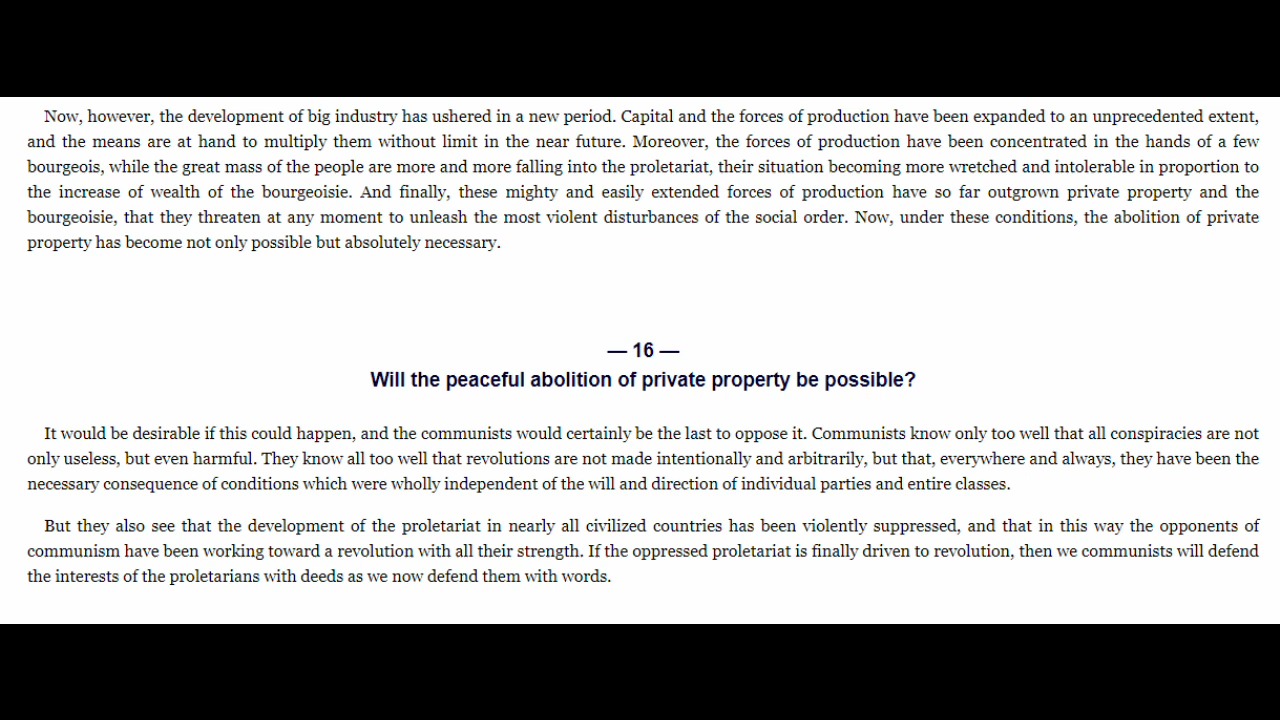 Now, however, the development of big industry has ushered in a new period. Capital and the forces of production have been expanded to an unprecedented extent,
and the means are at hand to multiply them without limit in the near future. Moreover, the forces of production have been concentrated in the hands of a few
bourgeois, while the great mass of the people are more and more falling into the proletariat, their situation becoming more wretched and intolerable in proportion to
the increase of wealth of the bourgeoisie. And finally, these mighty and easily extended forces of production have so far outgrown private property and the
bourgeoisie, that they threaten at any moment to unleash the most violent disturbances of the social order. Now, under these conditions, the abolition of private
property has become not only possible but absolutely necessary.
— 16 —
Will the peaceful abolition of private property be possible?
It would be desirable if this could happen, and the communists would certainly be the last to oppose it. Communists know only too well that all conspiracies are not
only useless, but even harmful. They know all too well that revolutions are not made intentionally and arbitrarily, but that, everywhere and always, they have been the
necessary consequence of conditions which were wholly independent of the will and direction of individual parties and entire classes.
But they also see that the development of the proletariat in nearly all civilized countries has been violently suppressed, and that in this way the opponents of
communism have been working toward a revolution with all their strength. If the oppressed proletariat is finally driven to revolution, then we communists will defend
the interests of the proletarians with deeds as we now defend them with words.